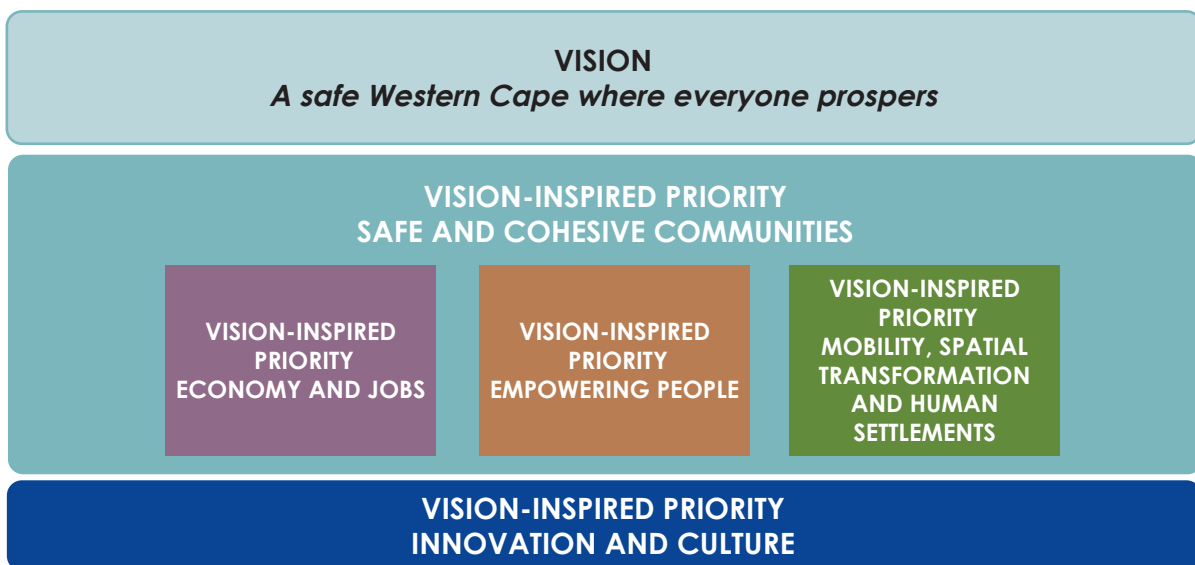 VISION
A safe Western Cape where everyone prospers
VISION-INSPIRED PRIORITY
SAFE AND COHESIVE COMMUNITIES
VISION-INSPIRED
PRIORITY
ECONOMY AND JOBS
VISION-INSPIRED
PRIORITY
EMPOWERING PEOPLE
VISION-INSPIRED
PRIORITY
MOBILITY, SPATIAL
TRANSFORMATION
AND HUMAN
SETTLEMENTS
VISION-INSPIRED PRIORITY
INNOVATION AND CULTURE